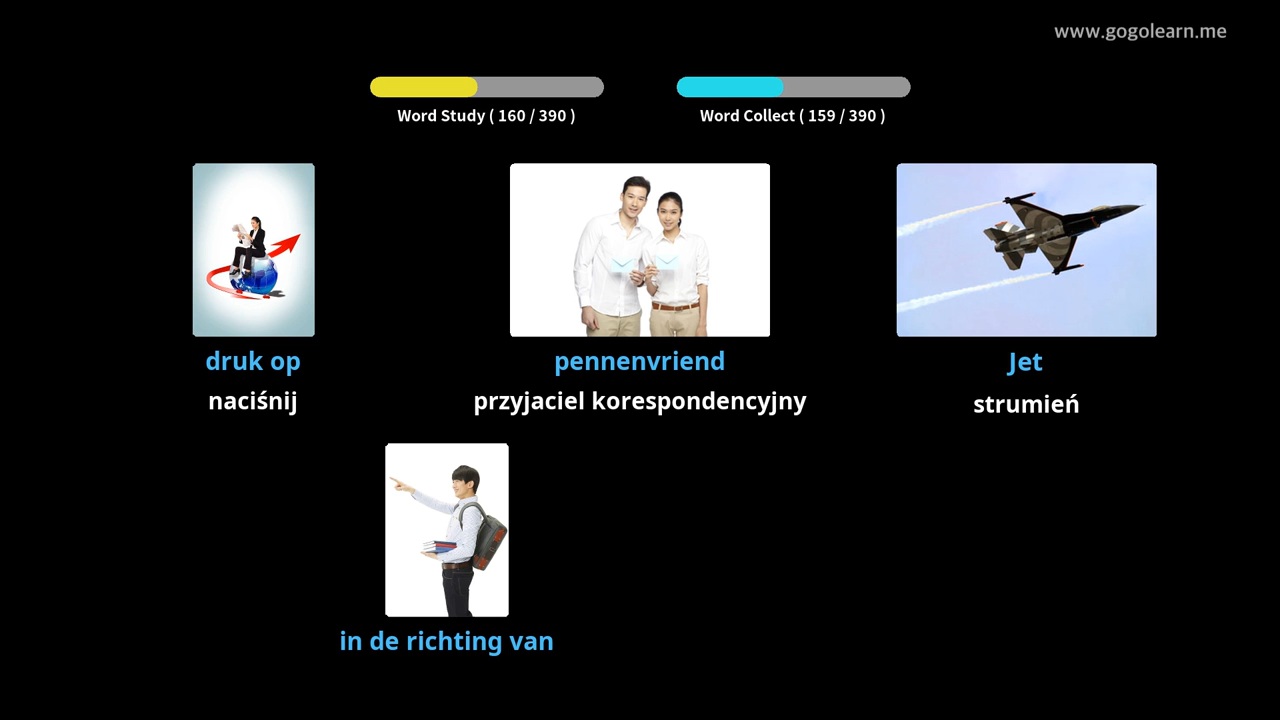 www.gogolearn.me
Word Study ( 160 / 390 )
Word Collect ( 159 / 390 )
druk op
naciśnij
pennenvriend
przyjaciel korespondencyjny
Jet
strumień
in de richting van